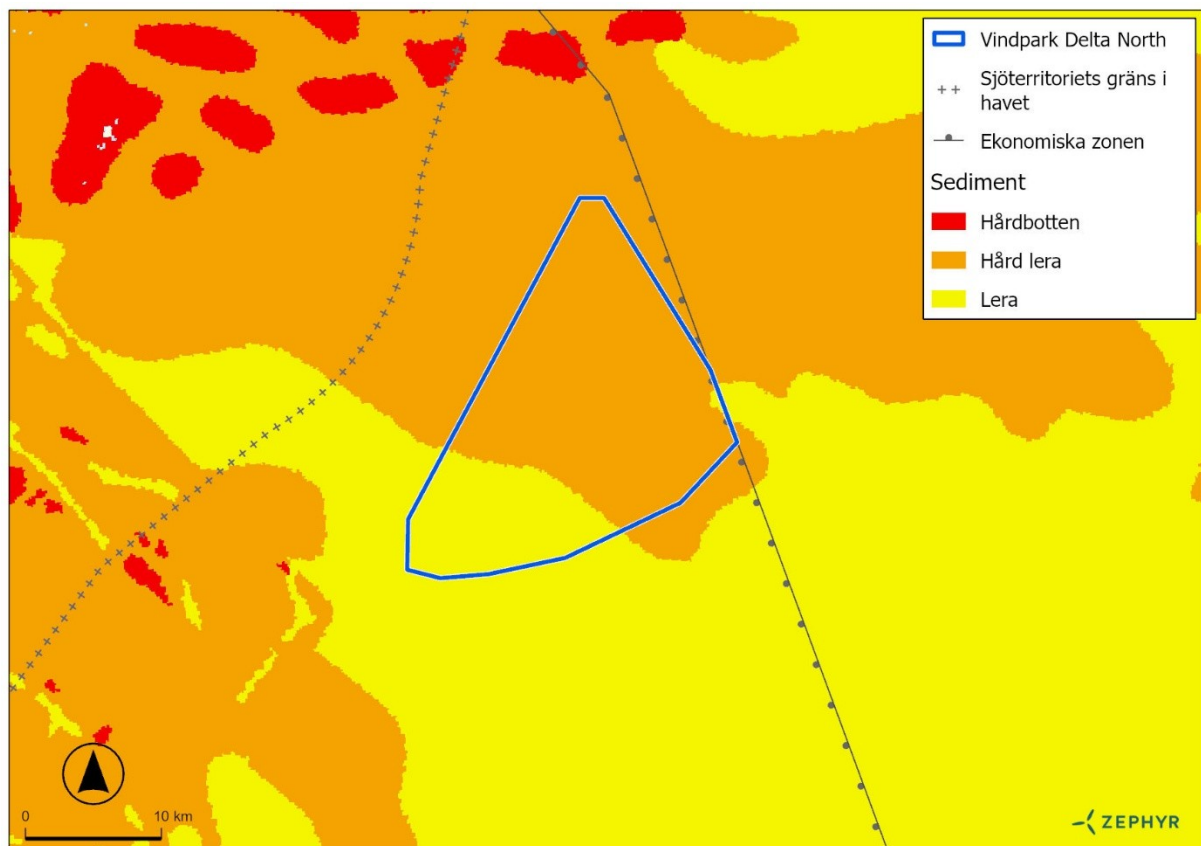 Vindpark Delta North
Sjöterritoriets gräns i
havet
Ekonomiska zonen
Sediment
Hårdbotten
Hård lera
Lera
0 10 km
ZEPHYR